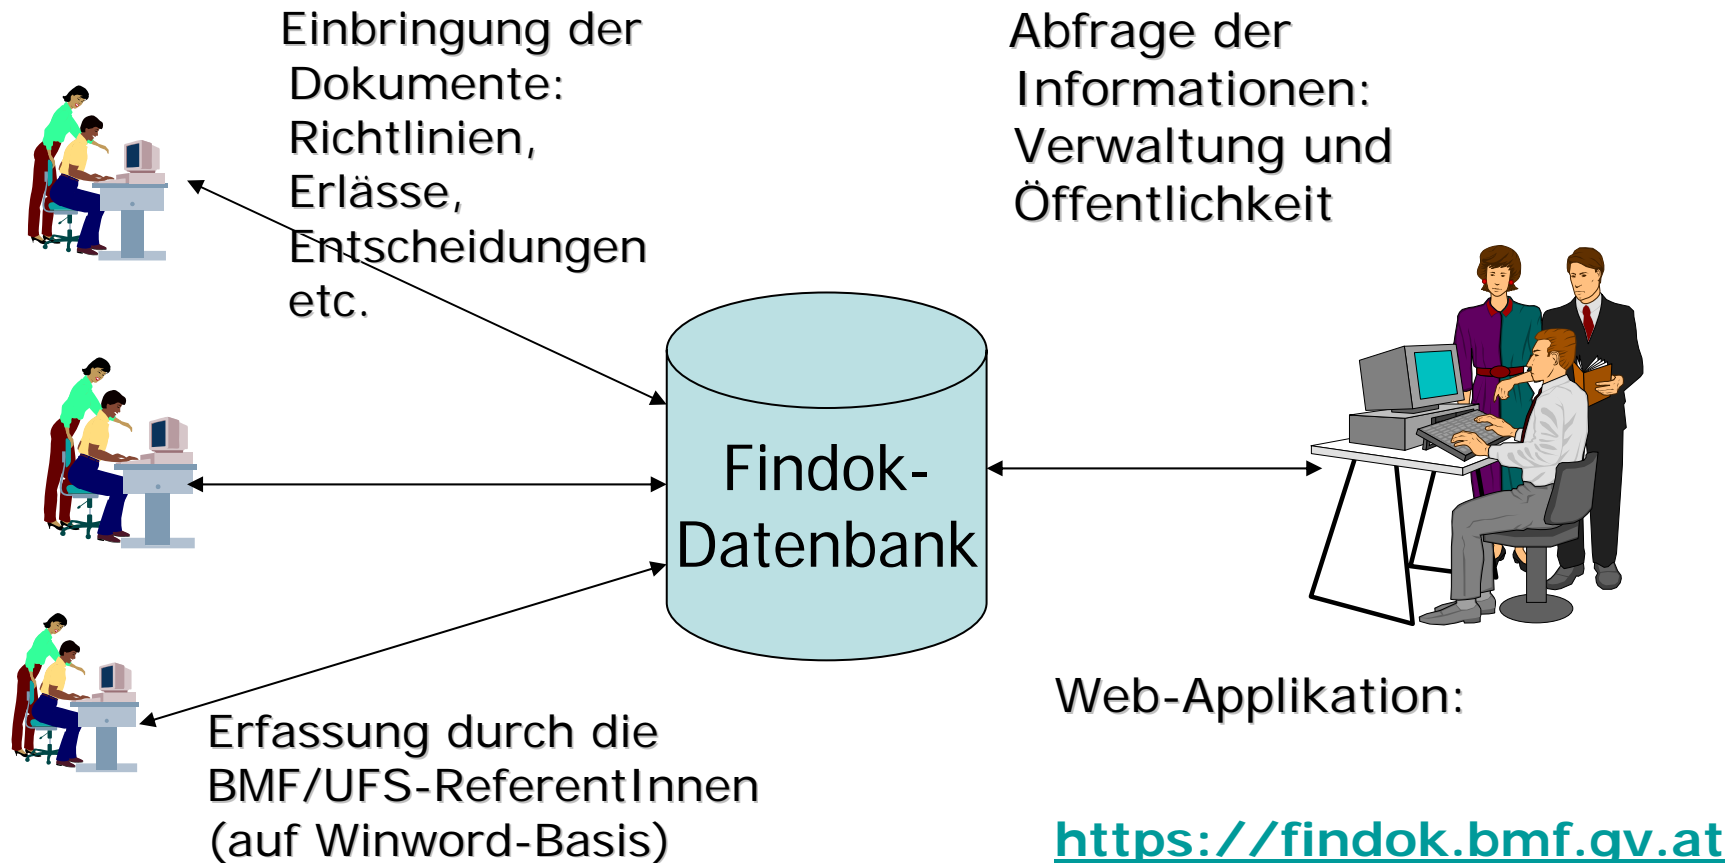 Einbringung der
Dokumente:
Richtlinien,
Erlässe,
Entscheidungen
etc.
Abfrage der
Informationen:
Verwaltung und
Öffentlichkeit
Findok-
Datenbank
Erfassung durch die
BMF/UFS-ReferentInnen
(auf Winword-Basis)
Web-Applikation:
https://findok.bmf.gv.at